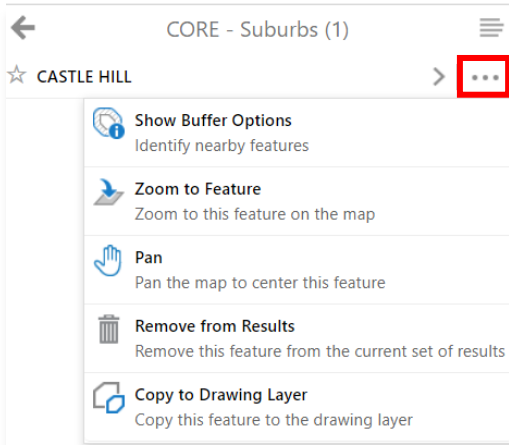 CORE - Suburbs (1)
CASTLE HILL
Show Buffer Options
Identify nearby features
Zoom to Feature
Zoom to this feature on the map
Pan
Pan the map to center this feature
Remove from Results
Remove this feature from the current set of results
Copy to Drawing Layer
Copy this feature to the drawing layer